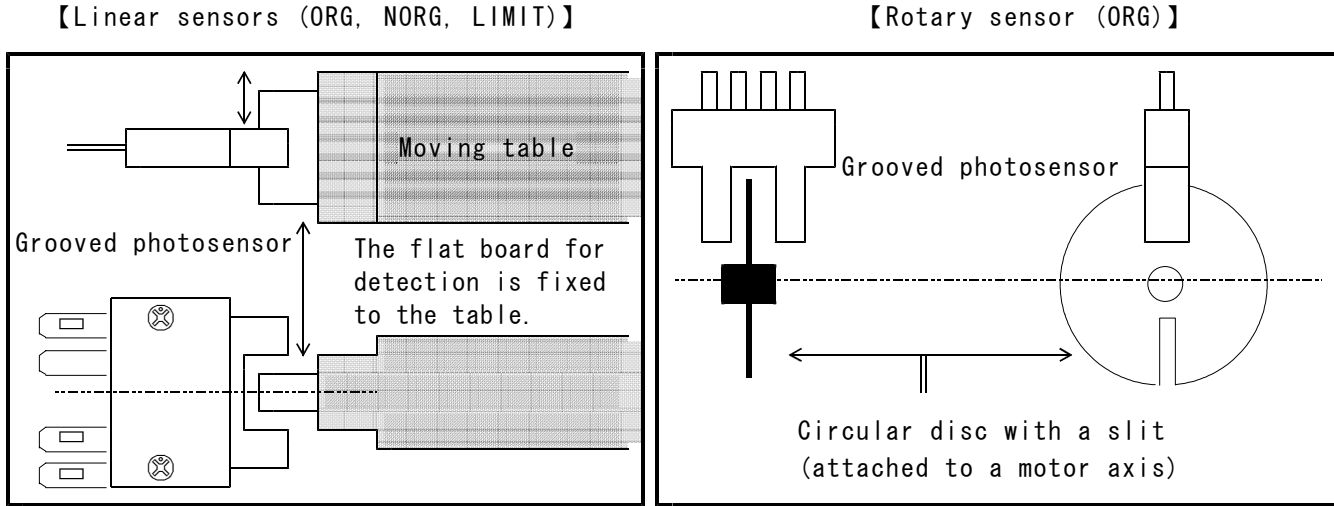 【Linear sensors (ORG, NORG, LIMIT)】
Moving table
Grooved photosensor
The flat board for
detection is fixed
to the table.
【Rotary sensor (ORG)】
Grooved photosensor
Circular disc with a slit
(attached to a motor axis)